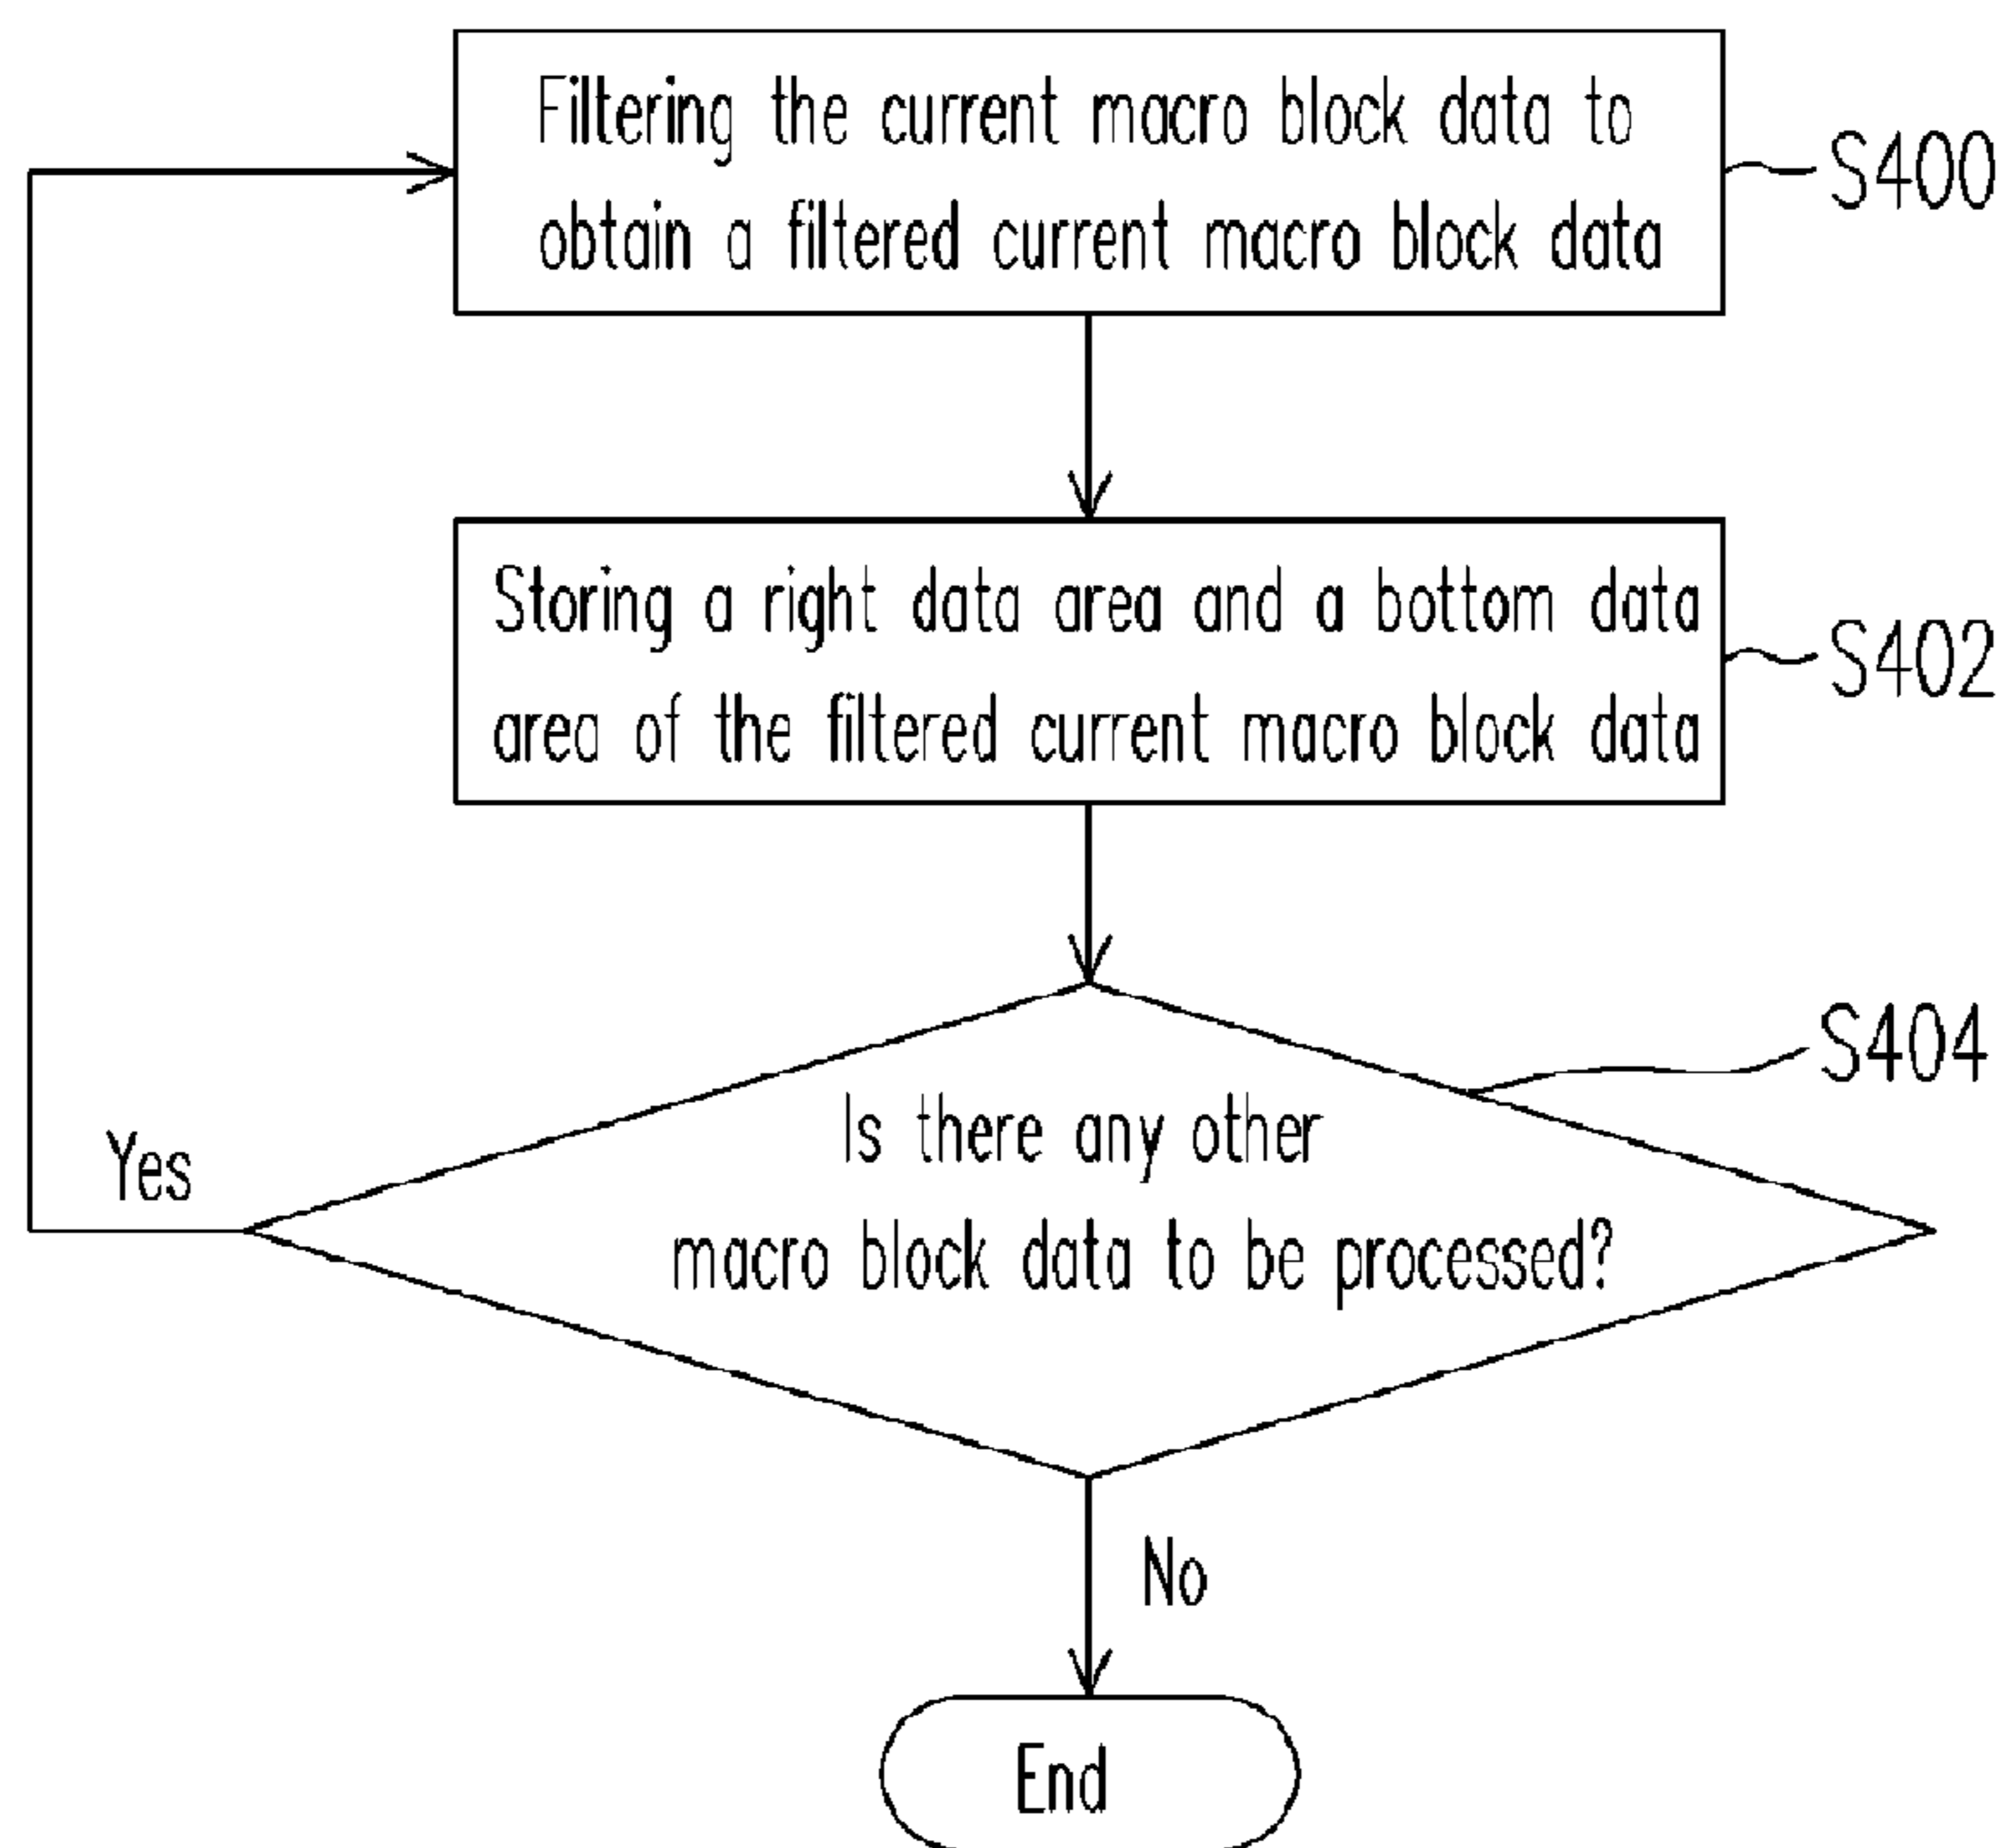 Filtering the current macro block data to
obtain a filtered current macro block data
S400
Storing a right data area and a bottom data
area of the filtered current macro block data
S402
S404
Is there any other
macro block data to be processed?
Yes
No
End